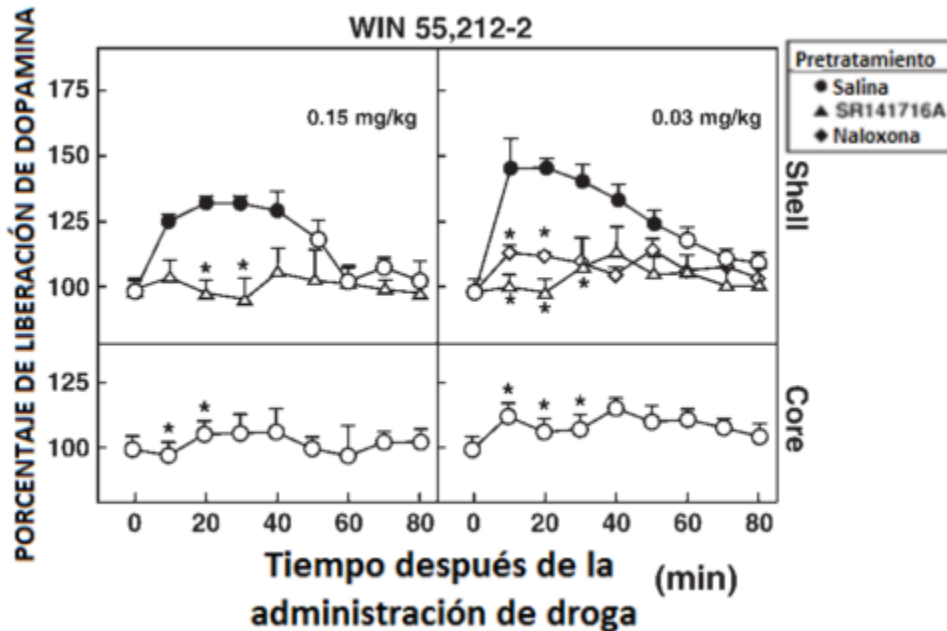 WIN 55,212-2
PORCENTAJE DE LIBERACIÓN DE DOPAMINA
175
150
125
100
0.15 mg/kg
*
*
0.03 mg/kg
*
*
*
*
*
Shell
Pretratamiento
Salina
SR141716A
Naloxona
125
100
*
*
*
*
*
Core
0
20
40
60
80
0
20
40
60
80
Tiempo después de la
administración de droga
(min)